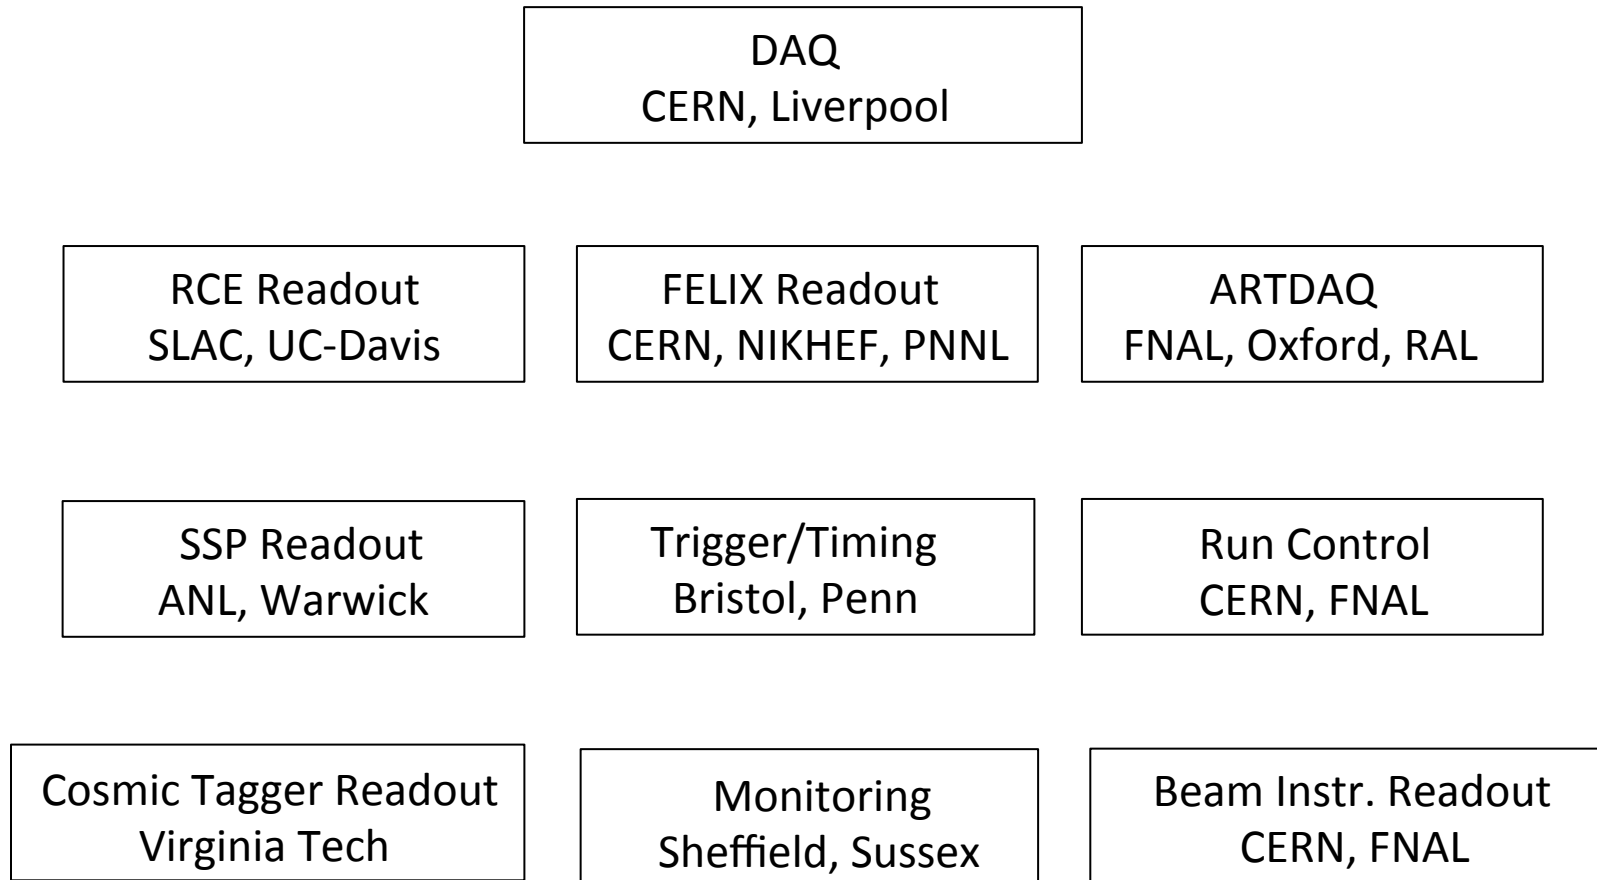 DAQ
CERN, Liverpool
RCE Readout
SLAC, UC-Davis
FELIX Readout
CERN, NIKHEF, PNNL
ARTDAQ
FNAL, Oxford, RAL
SSP Readout
ANL, Warwick
Trigger/Timing
Bristol, Penn
Run Control
CERN, FNAL
Cosmic Tagger Readout
Virginia Tech
Monitoring
Sheffield, Sussex
Beam Instr. Readout
CERN, FNAL